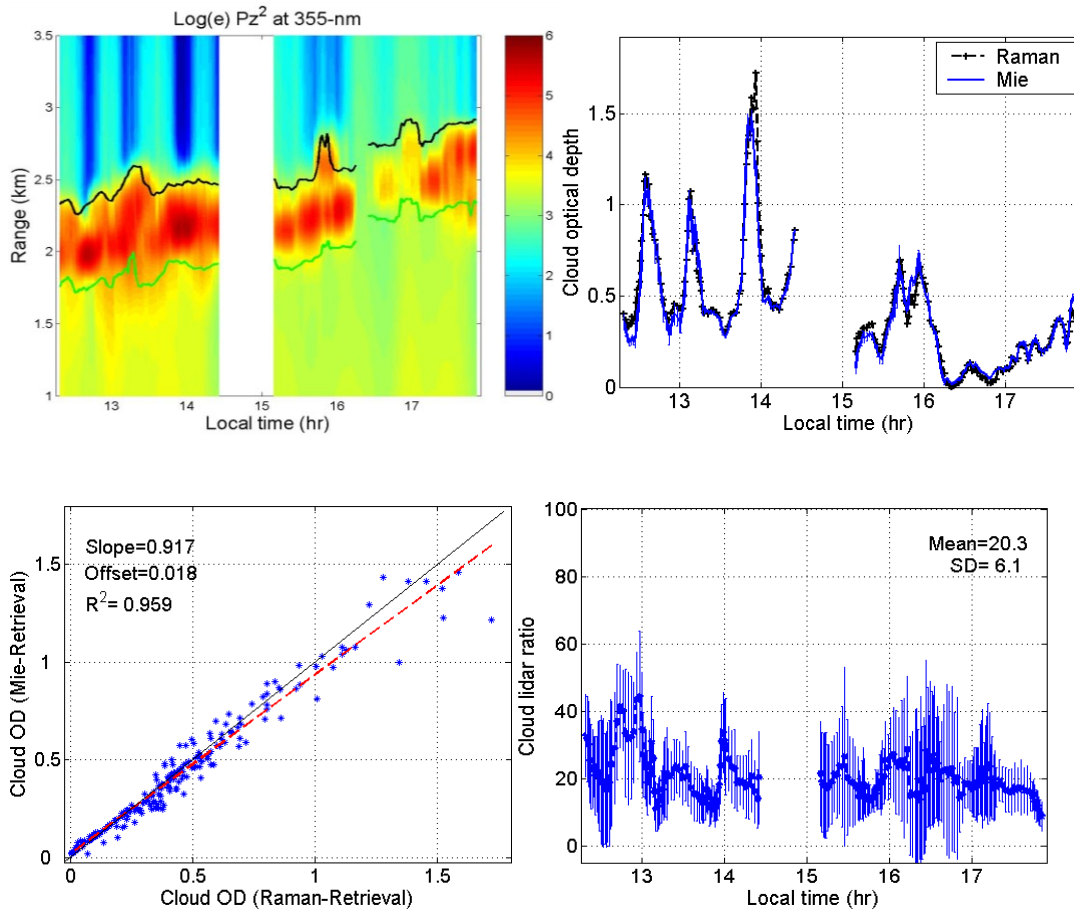 Log(e) Pz² at 355-nm
Range (km)
3.5
3
2.5
2
1.5
1
13
14
15
16
17
Local time (hr)
6
5
4
3
2
1
0
Raman
Mie
Cloud optical depth
1.5
1
0.5
0
13
14
15
16
17
Local time (hr)
Slope=0.917
Offset=0.018
R²= 0.959
Cloud OD (Mie-Retrieval)
1.5
1
0.5
0
0
0.5
1
1.5
Cloud OD (Raman-Retrieval)
Mean=20.3
SD= 6.1
Cloud lidar ratio
100
80
60
40
20
0
13
14
15
16
17
Local time (hr)